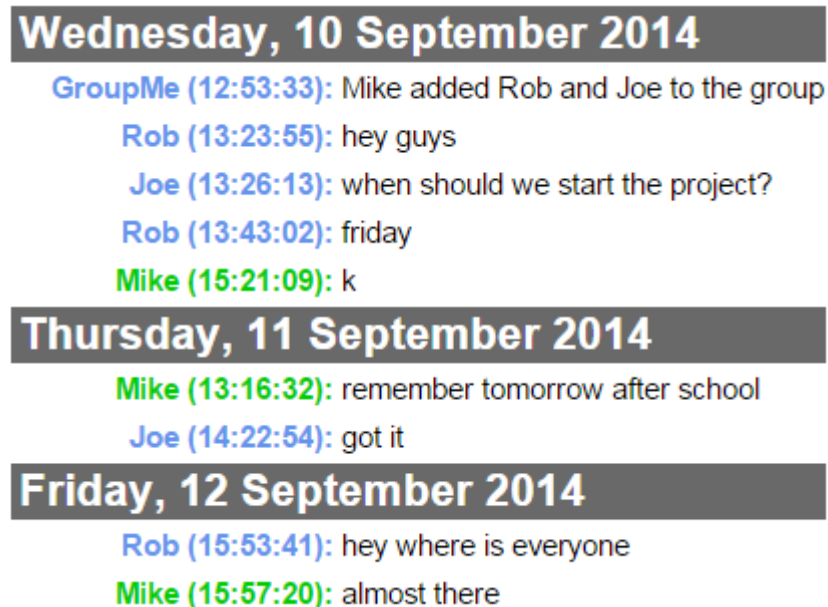 Wednesday, 10 September 2014
GroupMe (12:53:33): Mike added Rob and Joe to the group
Rob (13:23:55): hey guys
Joe (13:26:13): when should we start the project?
Rob (13:43:02): friday
Mike (15:21:09): k
Thursday, 11 September 2014
Mike (13:16:32): remember tomorrow after school
Joe (14:22:54): got it
Friday, 12 September 2014
Rob (15:53:41): hey where is everyone
Mike (15:57:20): almost there